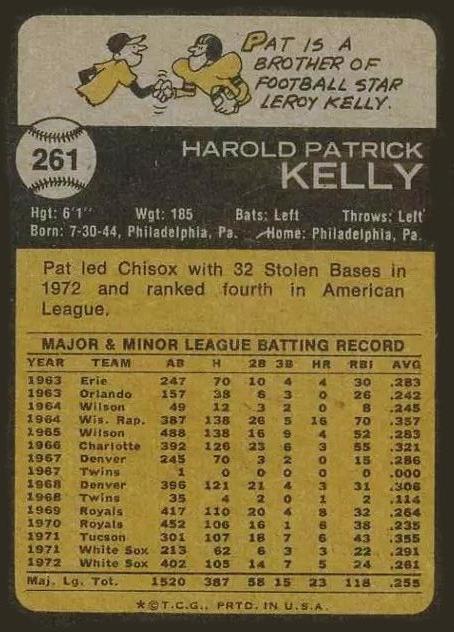 PAT IS A
BROTHER OF
FOOTBALL STAR
LEROY KELLY.
261
HAROLD PATRICK
KELLY
Hgt: 6'1" Wgt: 185 Bats: Left Throws: Left
Born: 7-30-44, Philadelphia, Pa. Home: Philadelphia, Pa.
Pat led Chisox with 32 Stolen Bases in
1972 and ranked fourth in American
League.
MAJOR & MINOR LEAGUE BATTING RECORD
YEAR TEAM AB H 2B 3B HR RBI AVG
1963 Erie 247 70 10 4 4 30 .283
1963 Orlando 157 38 6 3 0 26 .242
1964 Wilson 49 12 3 2 0 8 .245
1964 Wis. Rap. 387 138 26 5 16 70 .357
1965 Wilson 488 138 16 9 4 52 .283
1966 Charlotte 392 126 23 6 3 55 .321
1967 Denver 245 70 3 2 0 15 .286
1967 Twins 1 0 0 0 0 0 .000
1968 Denver 396 121 21 4 3 31 .306
1968 Twins 35 4 2 0 1 2 .114
1969 Royals 417 110 20 4 8 32 .264
1970 Royals 452 106 16 1 6 38 .235
1971 Tucson 301 107 18 7 6 43 .355
1971 White Sox 213 62 6 3 3 22 .291
1972 White Sox 402 105 14 7 5 24 .261
Maj. Lg. Tot. 1520 387 58 15 23 118 .255
*©T.C.G., PRTD. IN U.S.A.